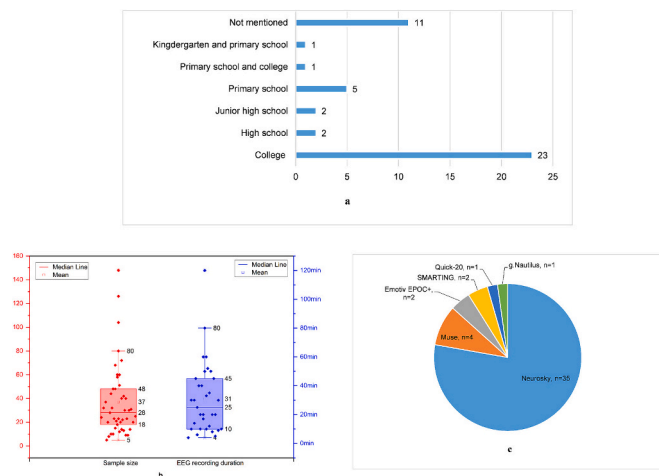 Not mentioned 11
Kingdergarten and primary school 1
Primary school and college 1
Primary school 5
Junior high school 2
High school 2
College 23
0 5 10 15 20 25
a
160
140
120
100
80
60
40
20
0
Median Line
Mean
80
48
37
28
18
5
Sample size
Median Line
Mean
80
45
31
25
10
4
EEG recording duration
120min
100min
80min
60min
40min
20min
0min
b
Quick-20, n=1
g.Nautilus, n=1
SMARTING, n=2
Emotiv EPOC+,
n=2
Muse, n=4
Neurosky, n=35
c